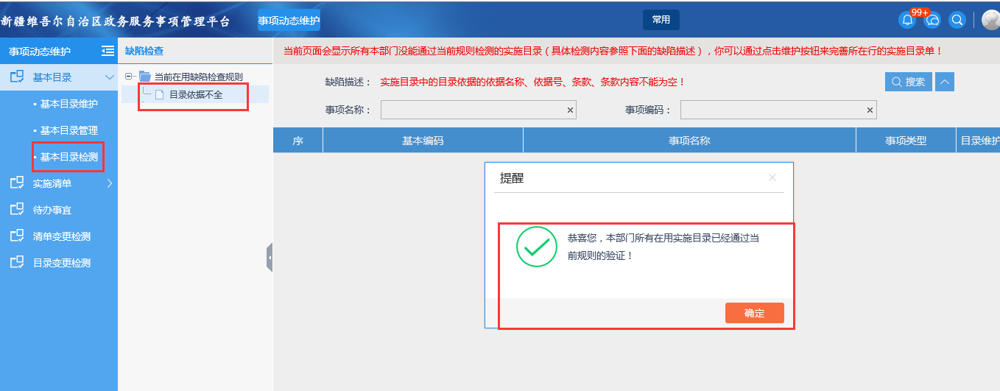 新疆维吾尔自治区政务服务事项管理平台
事项动态维护
常用
99+
事项动态维护
基本目录
基本目录维护
基本目录管理
基本目录检测
实施清单
待办事宜
清单变更检测
目录变更检测
缺陷检查
当前在用缺陷检查规则
目录依据不全
当前页面会显示所有本部门没能通过当前规则检测的实施目录（具体检测内容参照下面的缺陷描述），你可以通过点击维护按钮来完善所在行的实施目录单！
缺陷描述： 实施目录中的目录依据的依据名称、依据号、条款、条款内容不能为空！
搜索
事项名称： 事项编码：
序 基本编码 事项名称 事项类型 目录维护
提醒
恭喜您，本部门所有在用实施目录已经通过当
前规则的验证！
确定